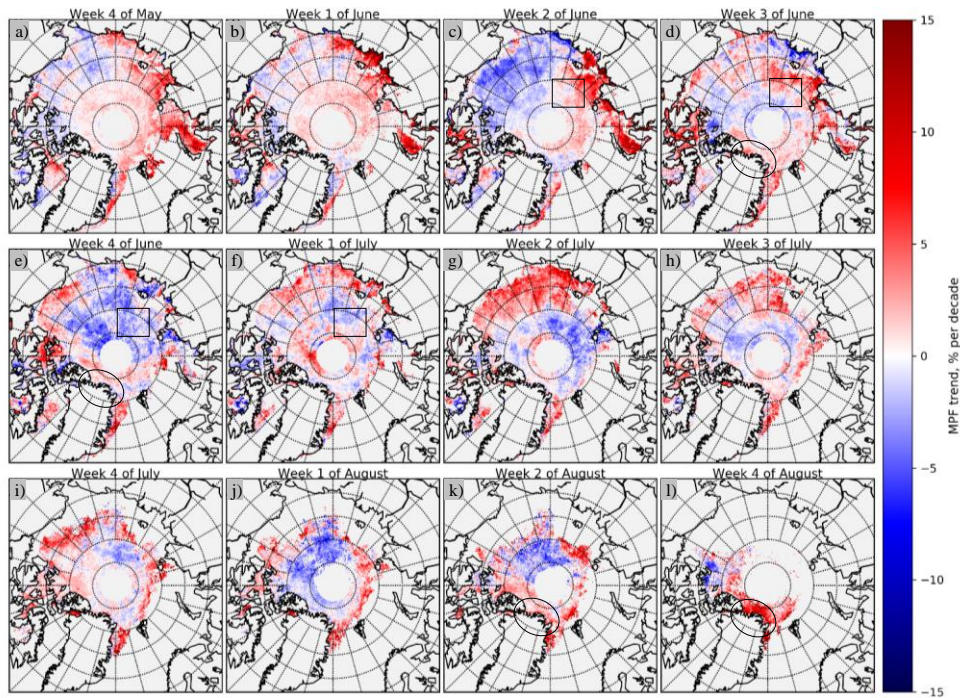 Week 4 of May
Week 1 of June
Week 2 of June
Week 3 of June
a)
b)
c)
d)
Week 4 of June
Week 1 of July
Week 2 of July
Week 3 of July
e)
f)
g)
h)
Week 4 of July
Week 1 of August
Week 2 of August
Week 4 of August
i)
j)
k)
l)
15
10
5
0
−5
−10
−15
MPF trend, % per decade